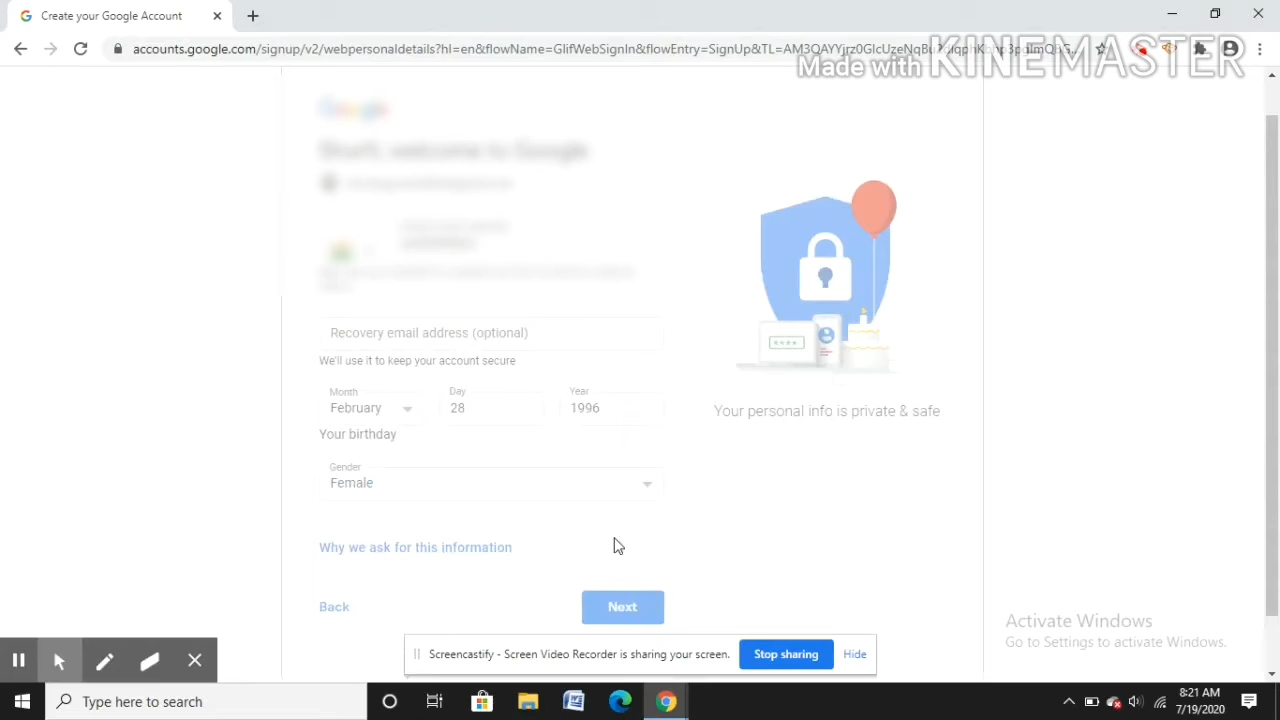 Create your Google Account
accounts.google.com/signup/v2/webpersonaldetails?hl=en&flowName=GlifWebSignIn&flowEntry=SignUp&TL=
Made with KINEMASTER
Google
welcome to Google
Recovery email address (optional)
We'll use it to keep your account secure
Month
Day
Year
February
28
1996
Your birthday
Gender
Female
Why we ask for this information
Back
Next
Your personal info is private & safe
Activate Windows
Go to Settings to activate Windows.
Screencastify - Screen Video Recorder is sharing your screen.
Stop sharing
Hide
Type here to search
8:21 AM
7/19/2020